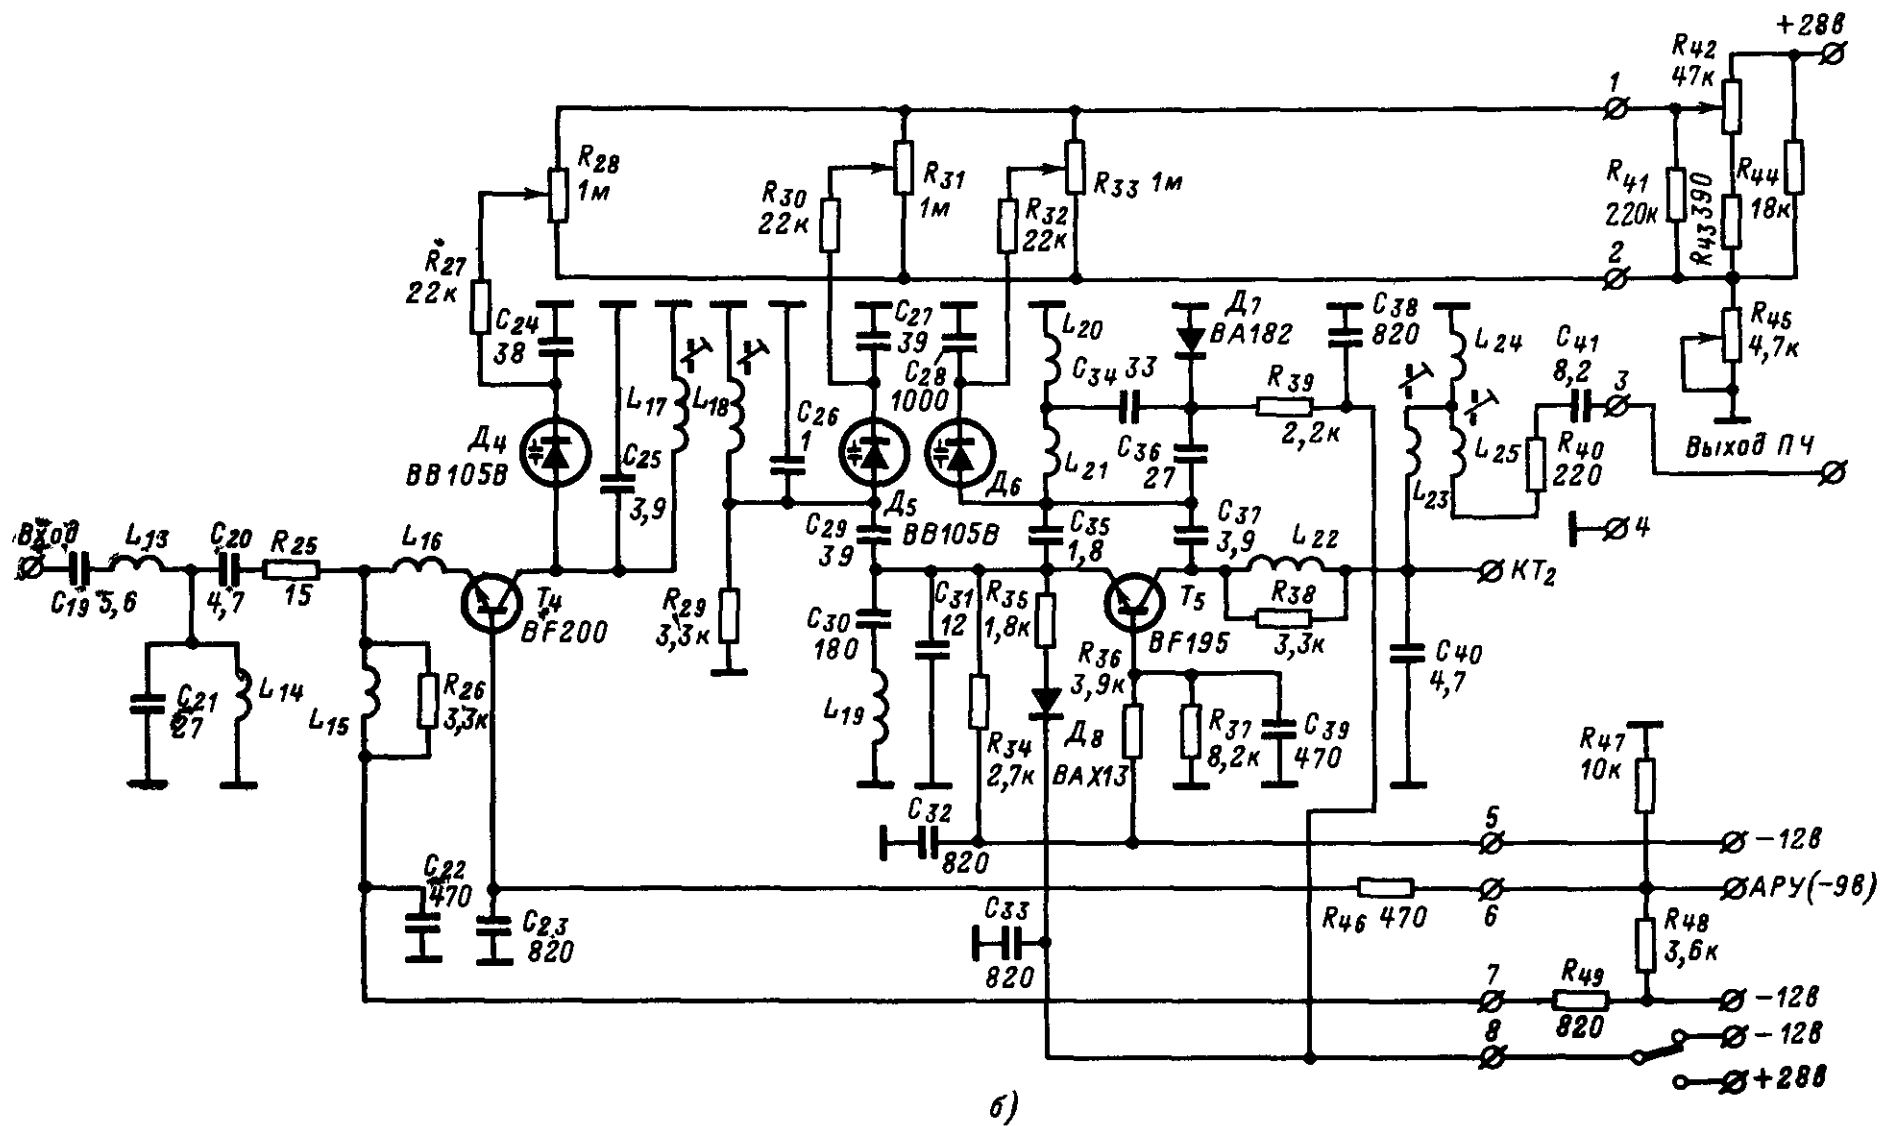 +28в
R42
47к
1
R28
1м
R31
1м
R30
22к
R33 1м
R32
22к
R41
220к
R43 390
R44
18к
2
R27
22к
C24
38
C27
39
C28
1000
L20
Д7
ВА182
C38
820
L24
C41
8,2
3
R45
4,7к
C34 33
R39
2,2к
L17
L18
C26
1
Д4
ВВ105В
C25
3,9
Д5
Д6
ВВ105В
L21
C36
27
L23
L25
R40
220
Выход ПЧ
4
Вход
C19 5,6
L13
C20
4,7
R25
15
L16
T4
BF200
C29
39
C35
1,8
C37
3,9
L22
КТ2
R29
3,3к
C30
180
C31
12
R35
1,8к
T5
BF195
R38
3,3к
R36
3,9к
C40
4,7
C21
27
L14
L15
R26
3,3к
L19
R34
2,7к
Д8
ВАХ13
R37
8,2к
C39
470
R47
10к
C32
820
5
-12в
C22
470
C23
820
R46 470
6
АРУ(-9в)
C33
820
R48
3,6к
7
R49
820
-12в
8
-12в
+28в
б)